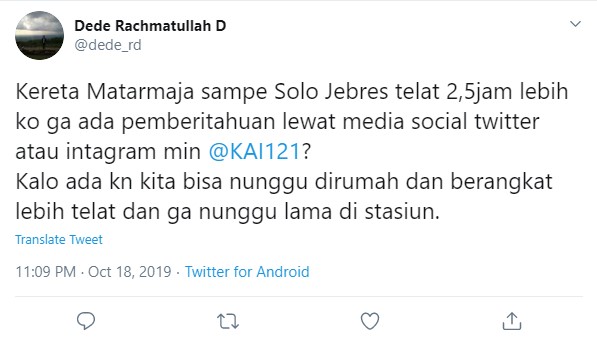 Dede Rachmatullah D
@dede_rd
Kereta Matarmaja sampe Solo Jebres telat 2,5jam lebih
ko ga ada pemberitahuan lewat media social twitter
atau intagram min @KAI121?
Kalo ada kn kita bisa nunggu dirumah dan berangkat
lebih telat dan ga nunggu lama di stasiun.
Translate Tweet
11:09 PM · Oct 18, 2019 · Twitter for Android